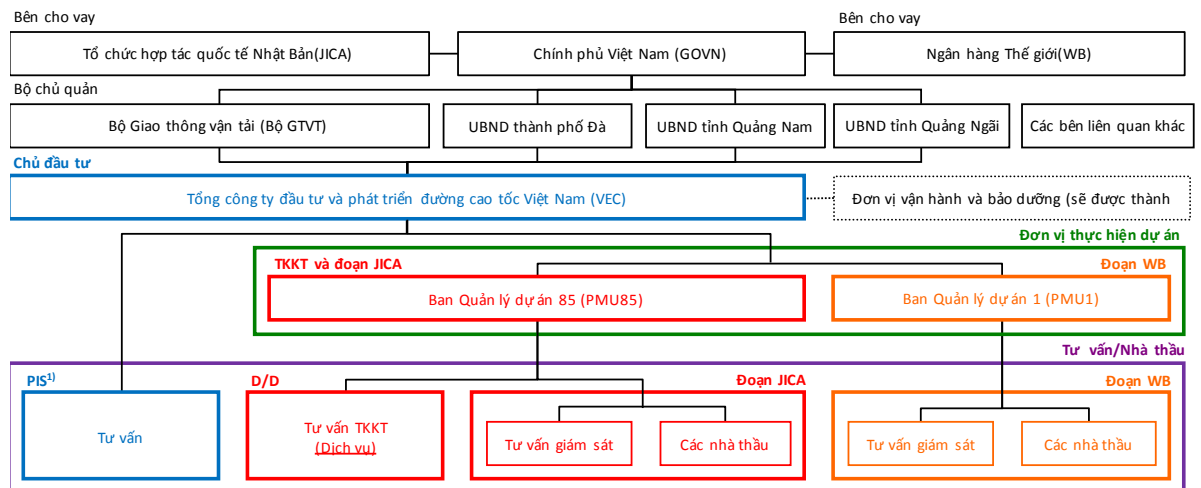 Bên cho vay
Bên cho vay
Tổ chức hợp tác quốc tế Nhật Bản(JICA)
Chính phủ Việt Nam (GOVN)
Ngân hàng Thế giới(WB)
Bộ chủ quản
Bộ Giao thông vận tải (Bộ GTVT)
UBND thành phố Đà
UBND tỉnh Quảng Nam
UBND tỉnh Quảng Ngãi
Các bên liên quan khác
Chủ đầu tư
Tổng công ty đầu tư và phát triển đường cao tốc Việt Nam (VEC)
Đơn vị vận hành và bảo dưỡng (sẽ được thành
Đơn vị thực hiện dự án
TKKT và đoạn JICA
Đoạn WB
Ban Quản lý dự án 85 (PMU85)
Ban Quản lý dự án 1 (PMU1)
Tư vấn/Nhà thầu
PIS¹⁾
D/D
Đoạn JICA
Đoạn WB
Tư vấn
Tư vấn TKKT
(Dịch vụ)
Tư vấn giám sát
Các nhà thầu
Tư vấn giám sát
Các nhà thầu